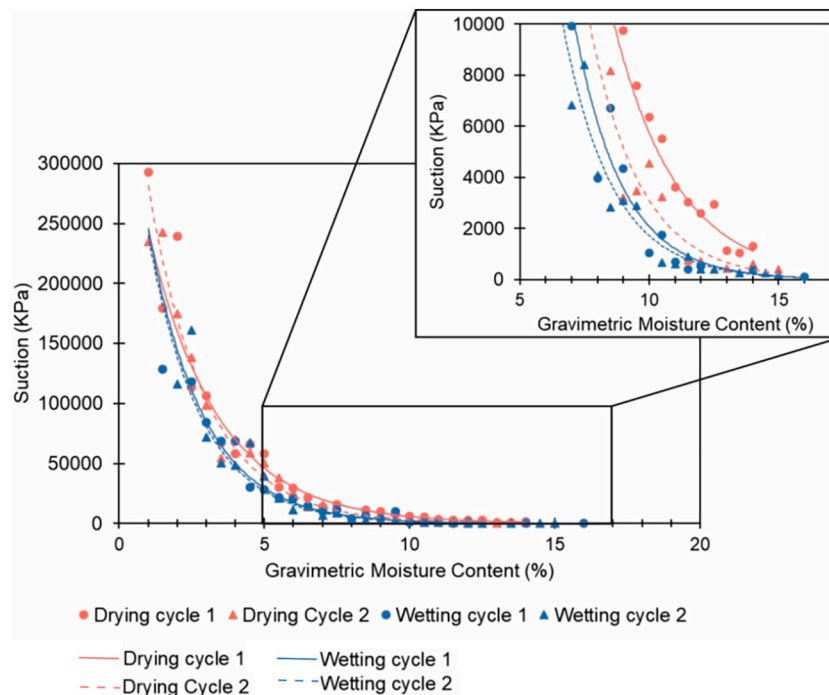 10000
8000
6000
4000
2000
0
Suction (KPa)
5 10 15
Gravimetric Moisture Content (%)
300000
250000
200000
150000
100000
50000
0
Suction (KPa)
0 5 10 15 20
Gravimetric Moisture Content (%)
Drying cycle 1 Drying Cycle 2 Wetting cycle 1 Wetting cycle 2
Drying cycle 1 Wetting cycle 1
Drying Cycle 2 Wetting cycle 2